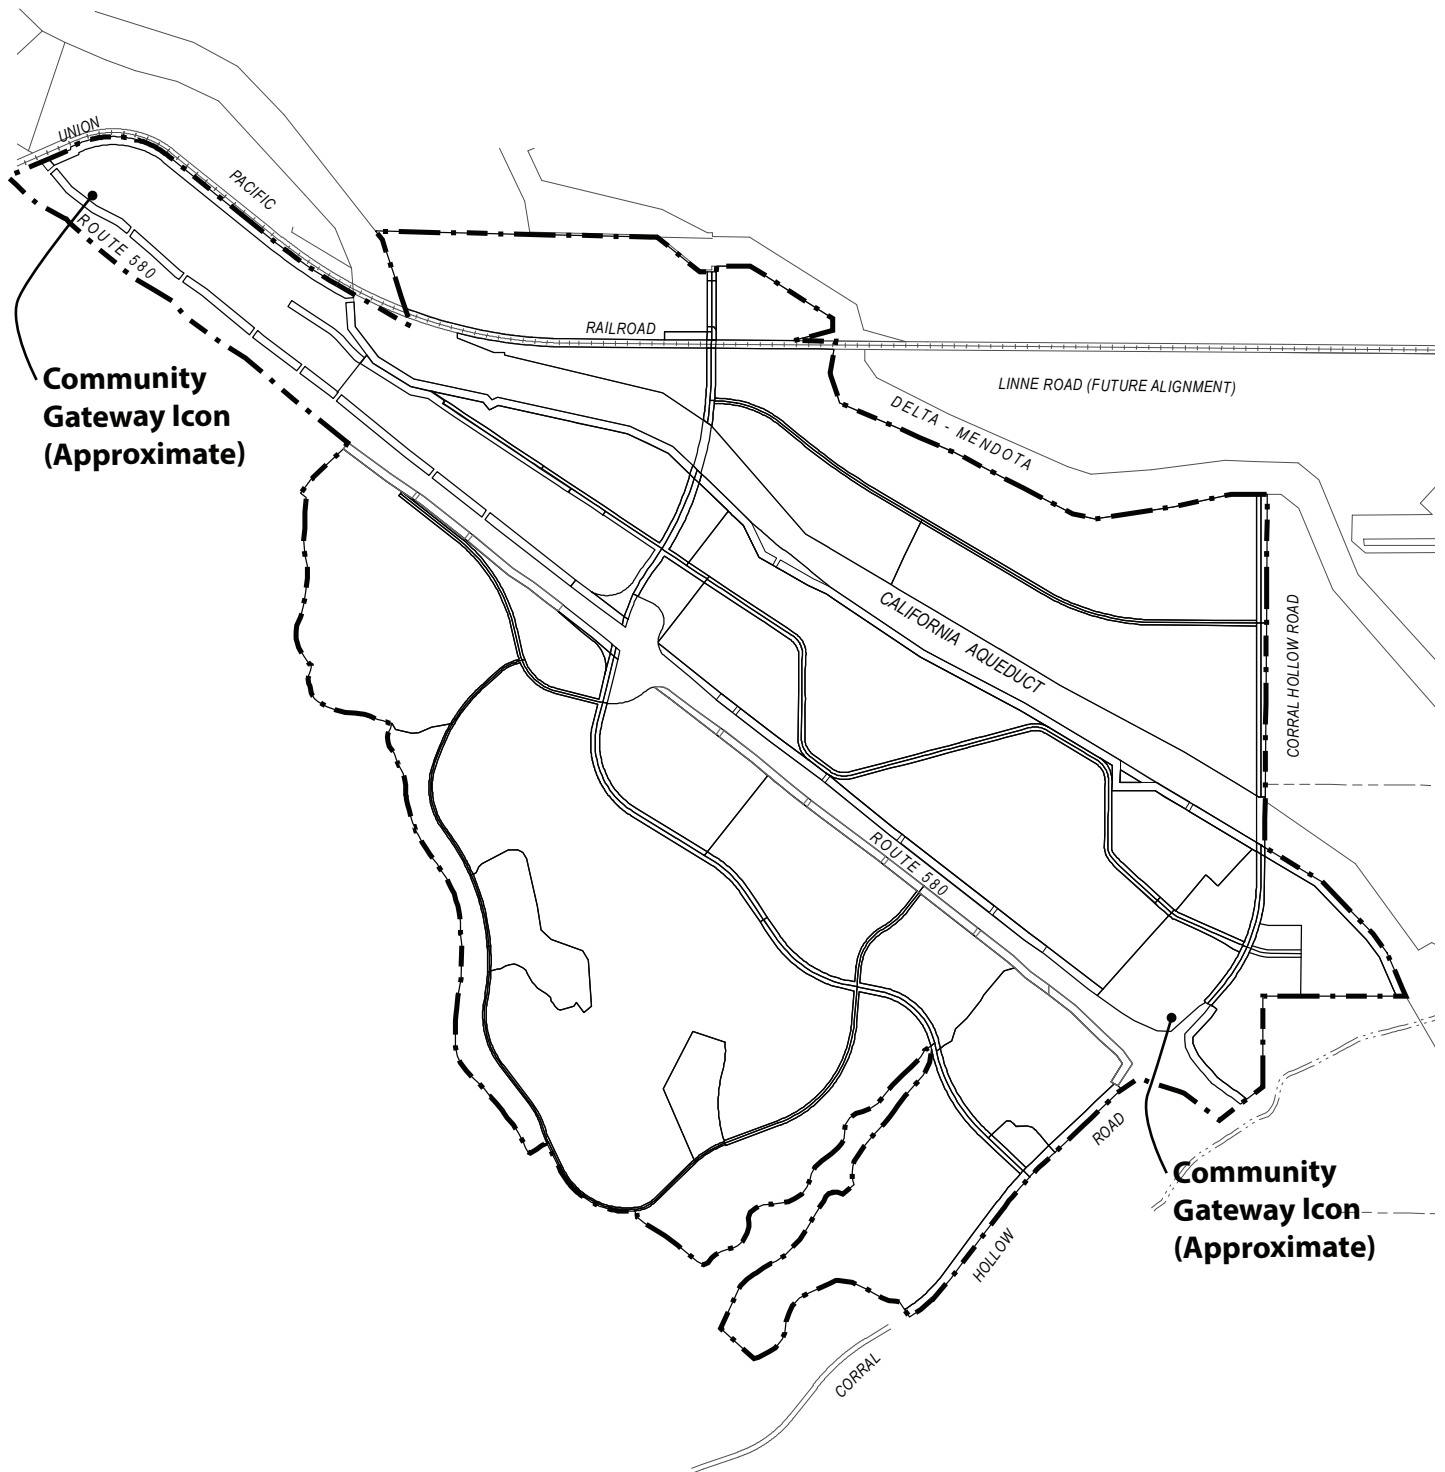 UNION
PACIFIC
ROUTE 580
RAILROAD
LINNE ROAD (FUTURE ALIGNMENT)
Community
Gateway Icon
(Approximate)
DELTA - MENDOTA
CALIFORNIA AQUEDUCT
CORRAL HOLLOW ROAD
ROUTE 580
ROAD
Community
Gateway Icon
(Approximate)
HOLLOW
CORRAL